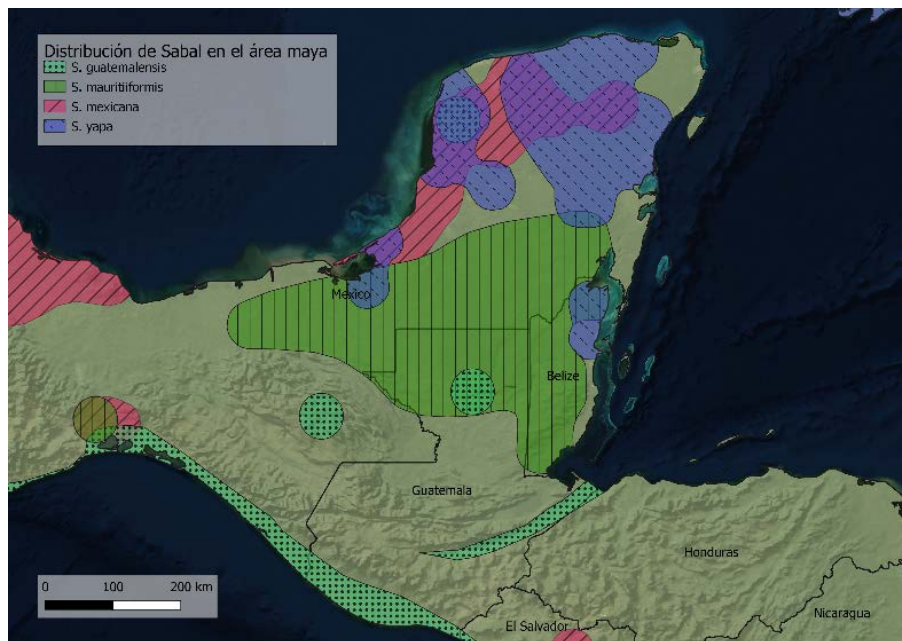 Distribución de Sabal en el área maya
S. guatemalensis
S. mauritiiformis
S. mexicana
S. yapa
Mexico
Belize
Guatemala
Honduras
Nicaragua
El Salvador
0 100 200 km